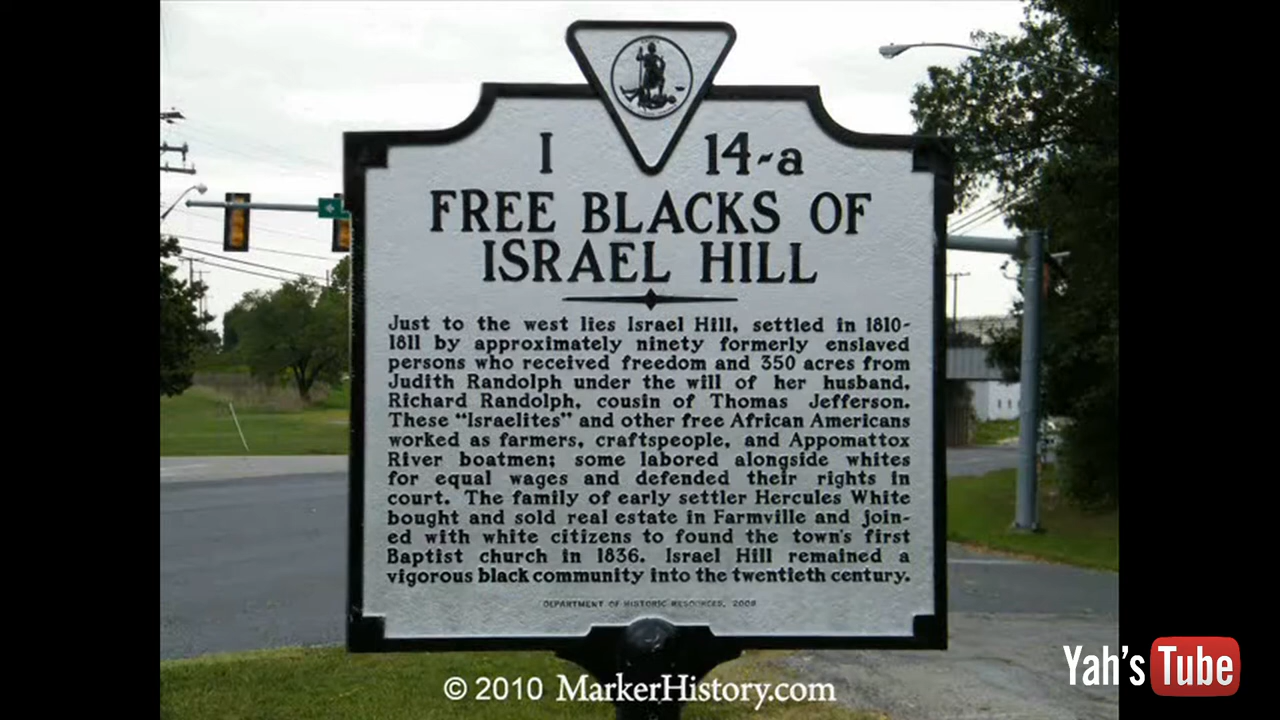 I 14-a
FREE BLACKS OF
ISRAEL HILL
Just to the west lies Israel Hill, settled in 1810-
1811 by approximately ninety formerly enslaved
persons who received freedom and 350 acres from
Judith Randolph under the will of her husband,
Richard Randolph, cousin of Thomas Jefferson.
These "Israelites" and other free African Americans
worked as farmers, craftspeople, and Appomattox
River boatmen; some labored alongside whites
for equal wages and defended their rights in
court. The family of early settler Hercules White
bought and sold real estate in Farmville and join-
ed with white citizens to found the town's first
Baptist church in 1836. Israel Hill remained a
vigorous black community into the twentieth century.
DEPARTMENT OF HISTORIC RESOURCES, 2008
© 2010 MarkerHistory.com
Yah's Tube